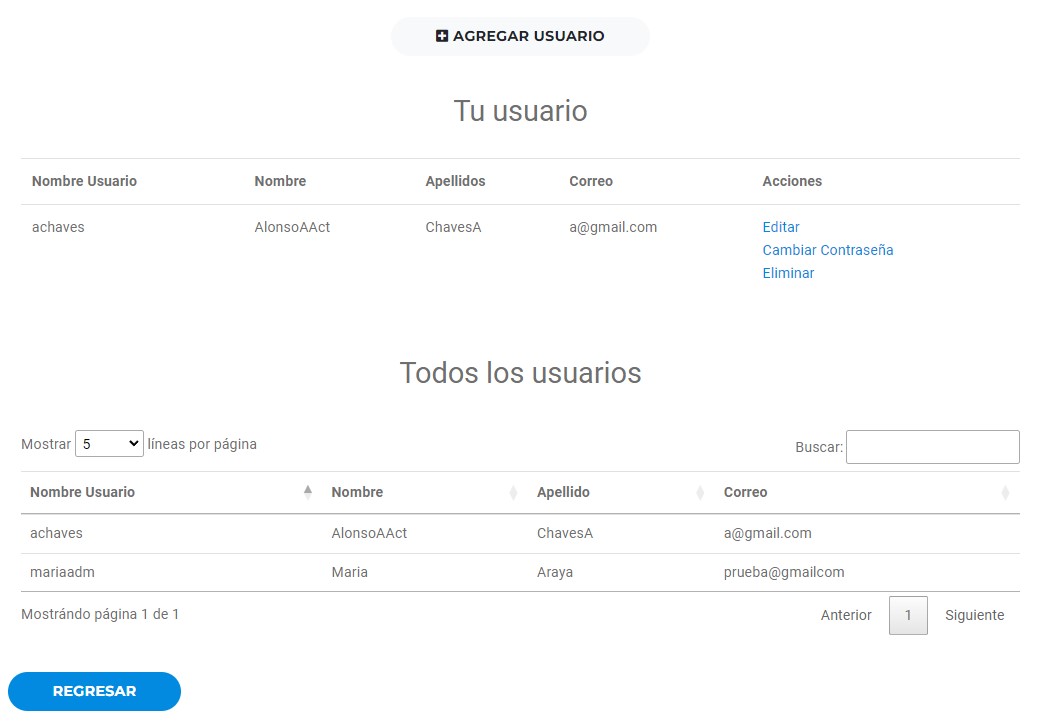 AGREGAR USUARIO
Tu usuario
Nombre Usuario Nombre Apellidos Correo Acciones
achaves AlonsoAAct ChavesA a@gmail.com Editar
Cambiar Contraseña
Eliminar
Todos los usuarios
Mostrar 5 líneas por página Buscar:
Nombre Usuario Nombre Apellido Correo
achaves AlonsoAAct ChavesA a@gmail.com
mariaadm Maria Araya prueba@gmailcom
Mostrándo página 1 de 1 Anterior 1 Siguiente
REGRESAR